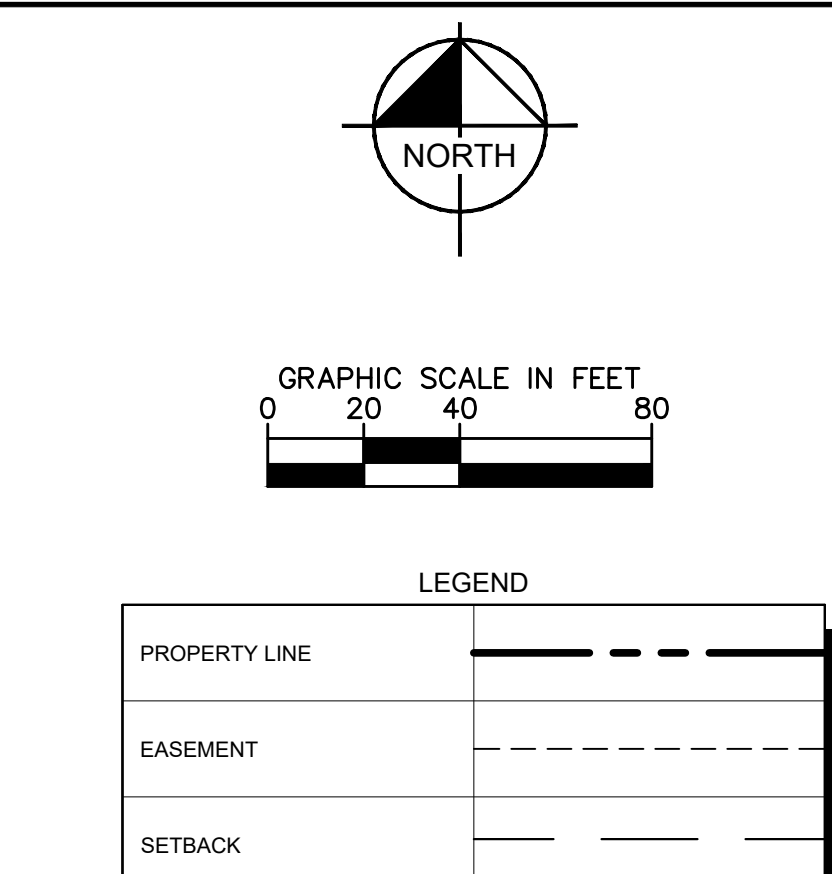 NORTH
GRAPHIC SCALE IN FEET
0 20 40 80
LEGEND
PROPERTY LINE
EASEMENT
SETBACK